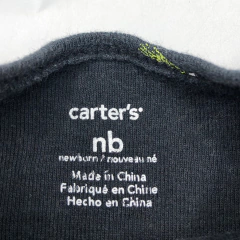 carter's
nb
newborn / nouveau né
Made in China
Fabriqué en Chine
Hecho en China